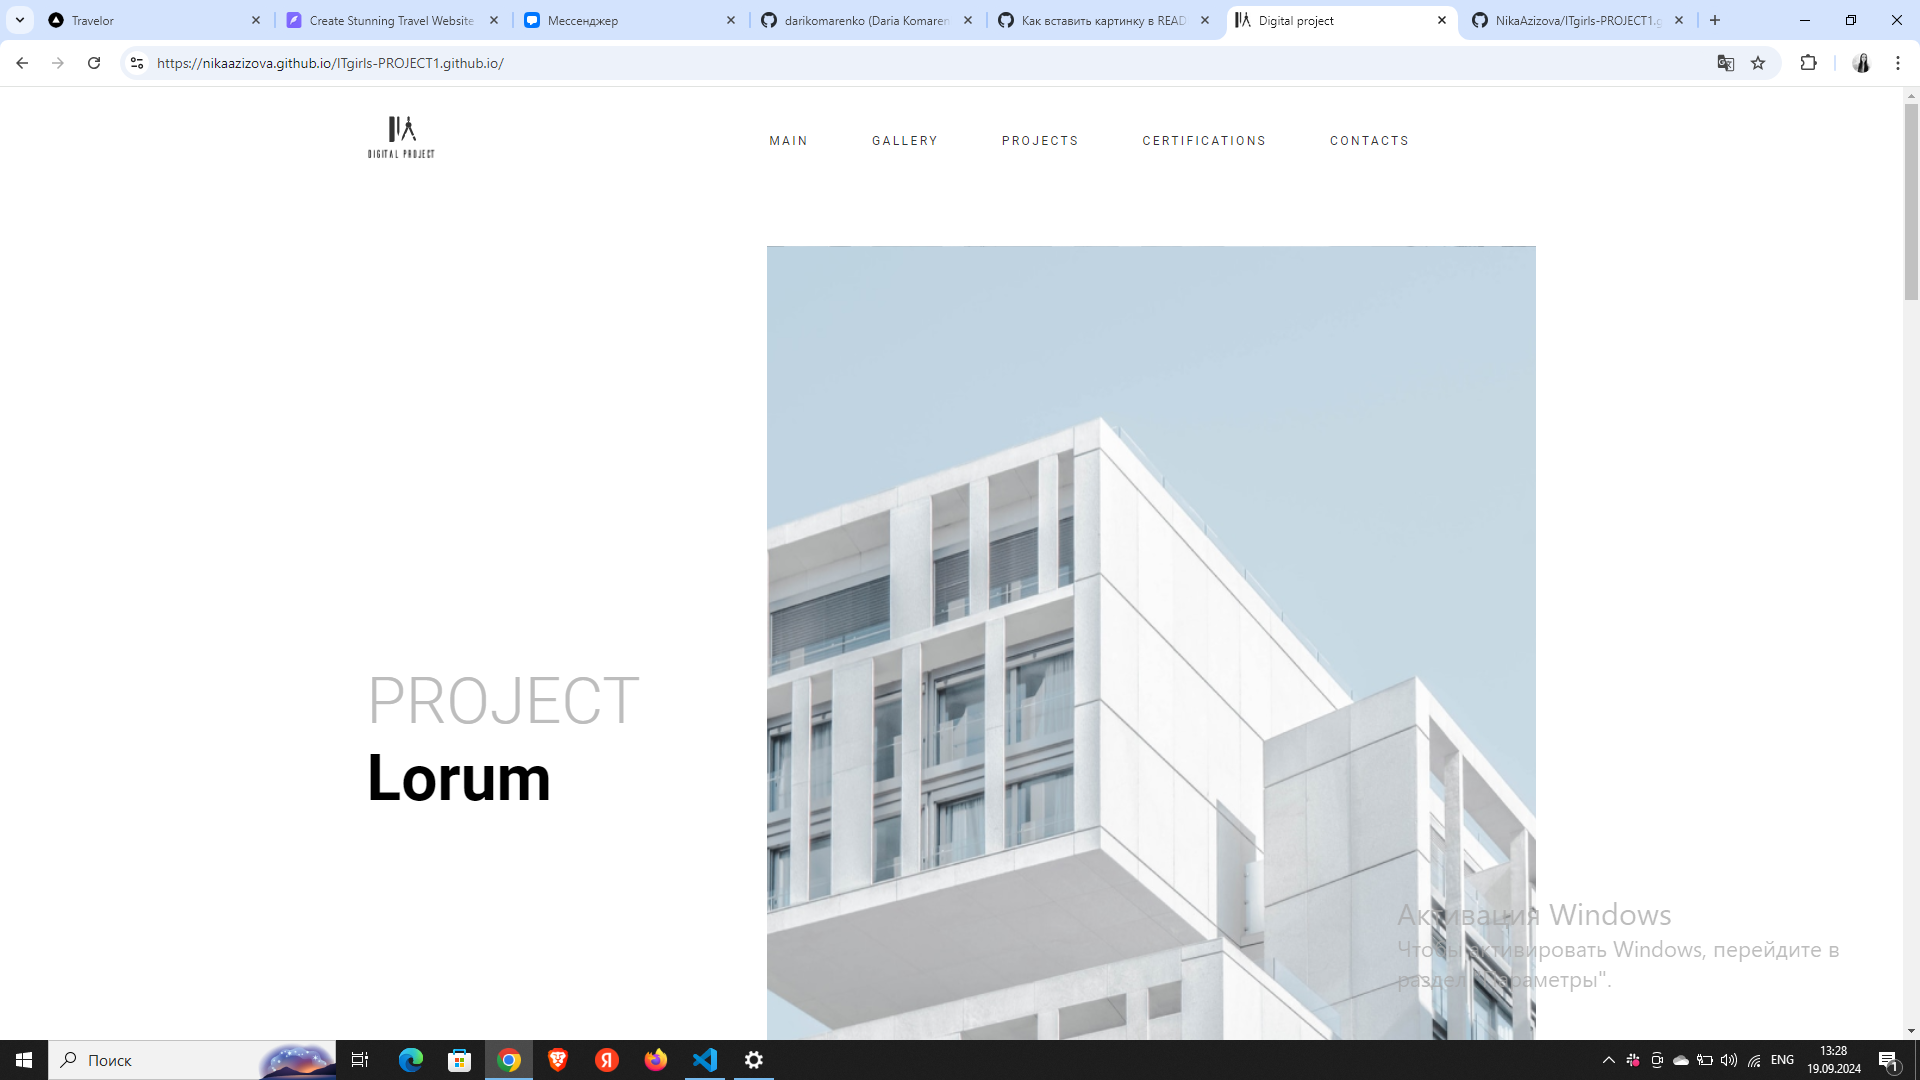 Travelor
Create Stunning Travel Website
Мессенджер
darikomarenko (Daria Komaren
Как вставить картинку в READ
Digital project
NikaAzizova/ITgirls-PROJECT1.g
https://nikaazizova.github.io/ITgirls-PROJECT1.github.io/
DIGITAL PROJECT
MAIN
GALLERY
PROJECTS
CERTIFICATIONS
CONTACTS
PROJECT
Lorum
Активация Windows
Чтобы активировать Windows, перейдите в
раздел "Параметры".
Поиск
ENG
13:28
19.09.2024
1